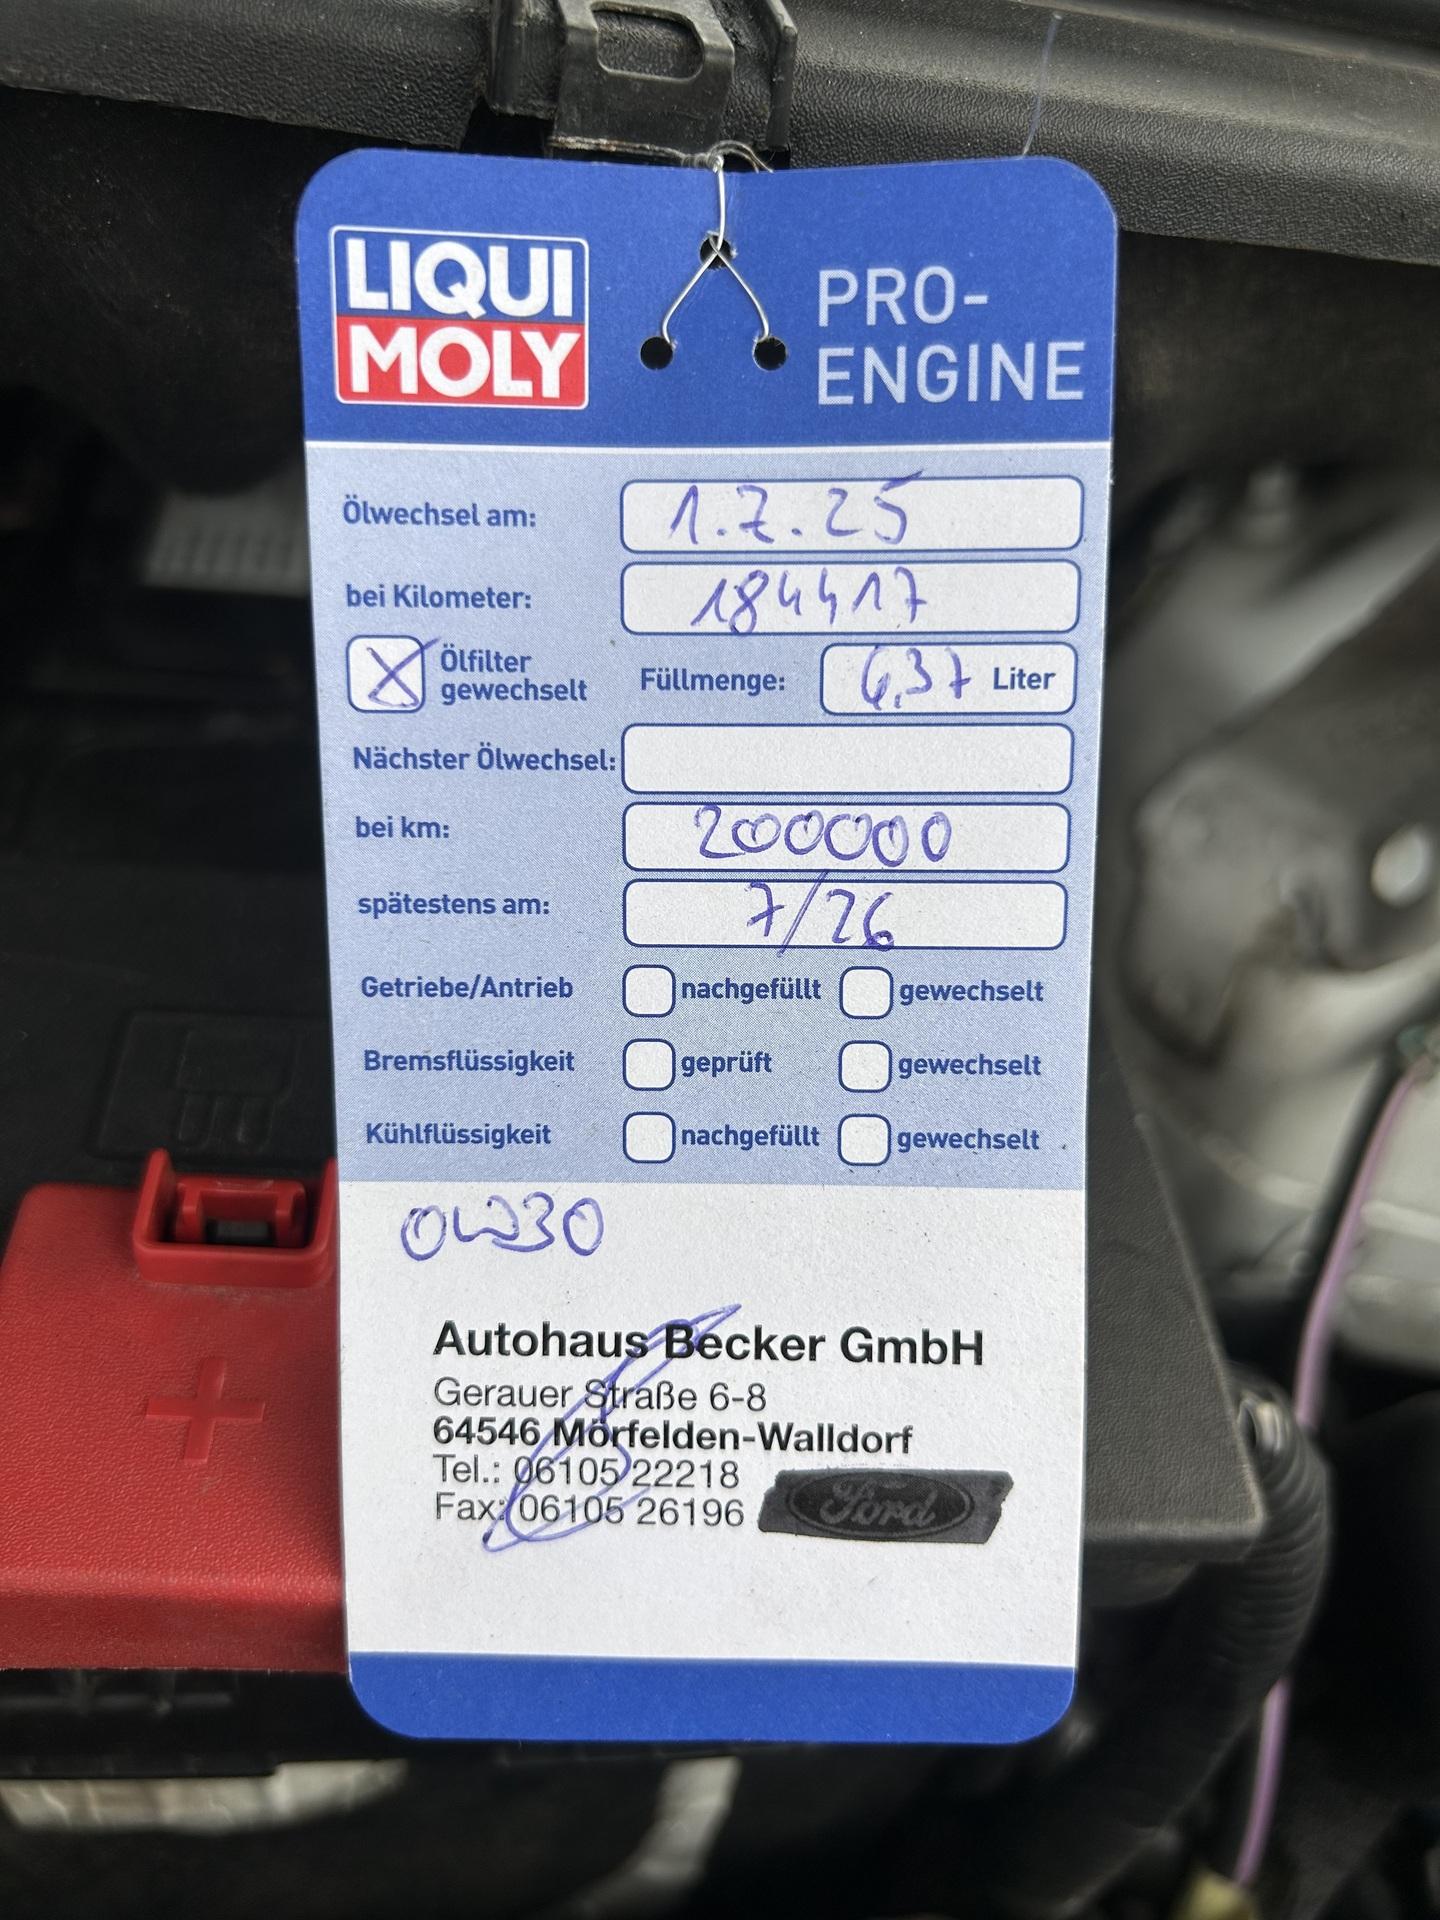 LIQUI
MOLY
PRO-
ENGINE
Ölwechsel am: 1.7.25
bei Kilometer: 184417
X Ölfilter gewechselt Füllmenge: 6,37 Liter
Nächster Ölwechsel:
bei km: 200000
spätestens am: 7/26
Getriebe/Antrieb nachgefüllt gewechselt
Bremsflüssigkeit geprüft gewechselt
Kühlflüssigkeit nachgefüllt gewechselt
0W30
Autohaus Becker GmbH
Gerauer Straße 6-8
64546 Mörfelden-Walldorf
Tel.: 06105 22218
Fax: 06105 26196
Ford